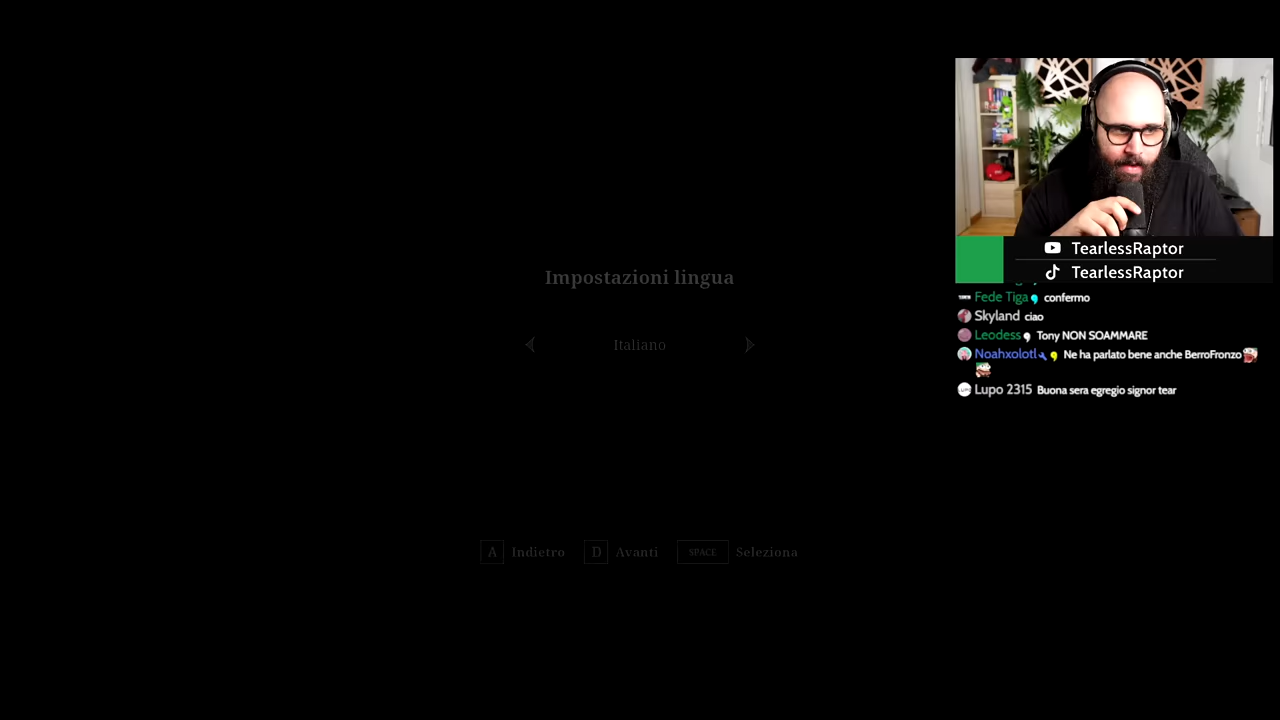 TearlessRaptor
TearlessRaptor
Fede Tiga confermo
Skyland ciao
Leodess Tony NON SOAMMARE
Noahxolotl Ne ha parlato bene anche BerroFronzo
Lupo 2315 Buona sera egregio signor tear
Impostazioni lingua
Italiano
A Indietro D Avanti SPACE Seleziona